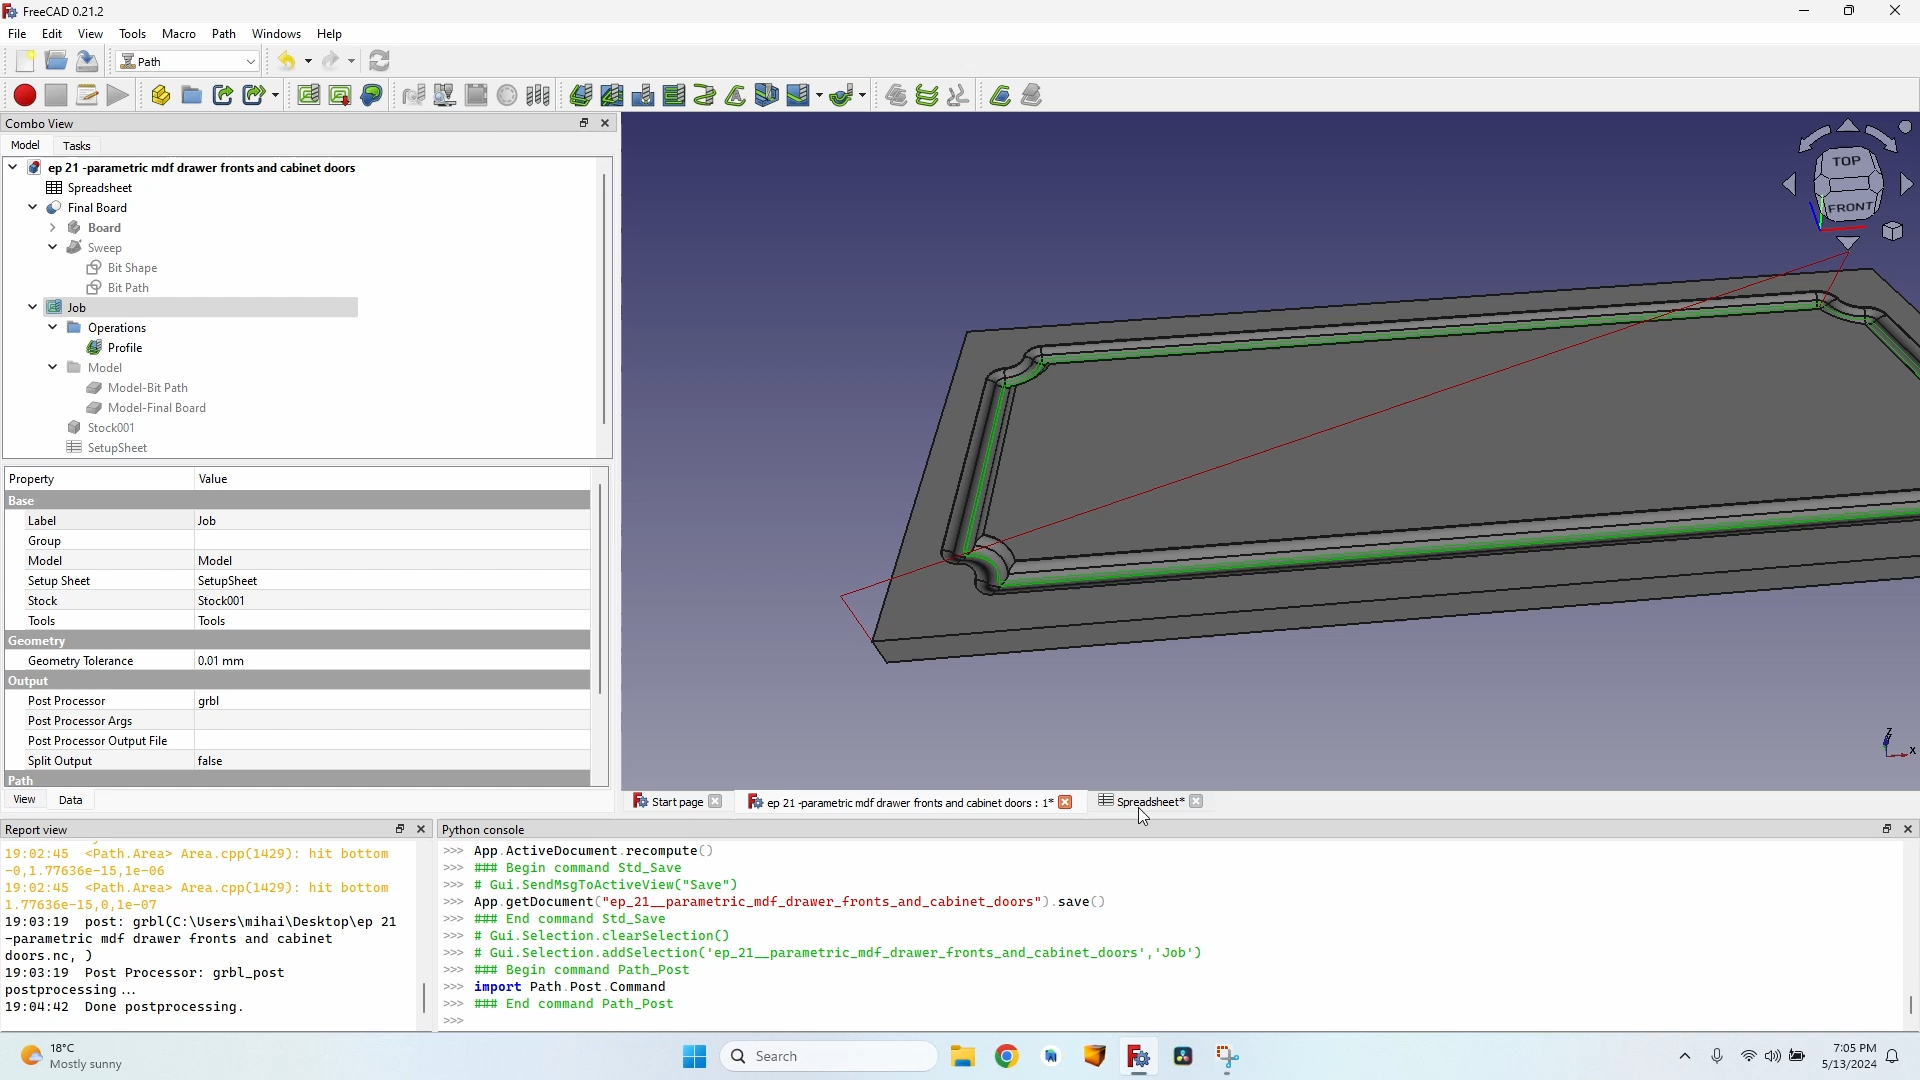 FreeCAD 0.21.2
File Edit View Tools Macro Path Windows Help
Path
Combo View
Model Tasks
ep 21 -parametric mdf drawer fronts and cabinet doors
Spreadsheet
Final Board
Board
Sweep
Bit Shape
Bit Path
Job
Operations
Profile
Model
Model-Bit Path
Model-Final Board
Stock001
SetupSheet
TOP
FRONT
Z
X
Property Value
Base
Label Job
Group
Model Model
Setup Sheet SetupSheet
Stock Stock001
Tools Tools
Geometry
Geometry Tolerance 0.01 mm
Output
Post Processor grbl
Post Processor Args
Post Processor Output File
Split Output false
Path
View Data
Start page ep 21 -parametric mdf drawer fronts and cabinet doors : 1* Spreadsheet*
Report view
19:02:45 <Path.Area> Area.cpp(1429): hit bottom
-0,1.77636e-15,1e-06
19:02:45 <Path.Area> Area.cpp(1429): hit bottom
1.77636e-15,0,1e-07
19:03:19 post: grbl(C:\Users\mihai\Desktop\ep 21
-parametric mdf drawer fronts and cabinet
doors.nc, )
19:03:19 Post Processor: grbl_post
postprocessing ...
19:04:42 Done postprocessing.
Python console
>>> App.ActiveDocument.recompute()
>>> ### Begin command Std_Save
>>> # Gui.SendMsgToActiveView("Save")
>>> App.getDocument("ep_21__parametric_mdf_drawer_fronts_and_cabinet_doors").save()
>>> ### End command Std_Save
>>> # Gui.Selection.clearSelection()
>>> # Gui.Selection.addSelection('ep_21__parametric_mdf_drawer_fronts_and_cabinet_doors','Job')
>>> ### Begin command Path_Post
>>> import Path.Post.Command
>>> ### End command Path_Post
>>>
18°C
Mostly sunny
Search
7:05 PM
5/13/2024